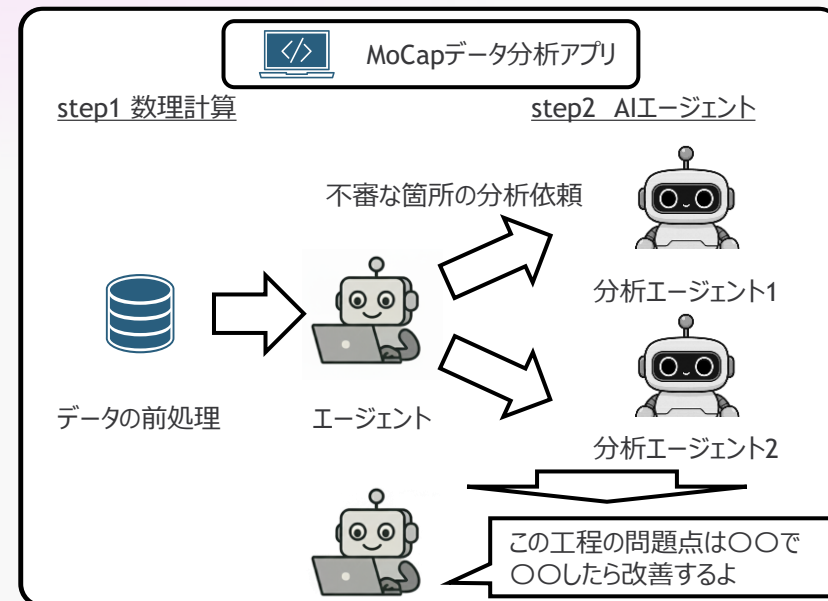 </> MoCapデータ分析アプリ
step1 数理計算
step2 AIエージェント
不審な箇所の分析依頼
分析エージェント1
データの前処理
エージェント
分析エージェント2
この工程の問題点は〇〇で
〇〇したら改善するよ